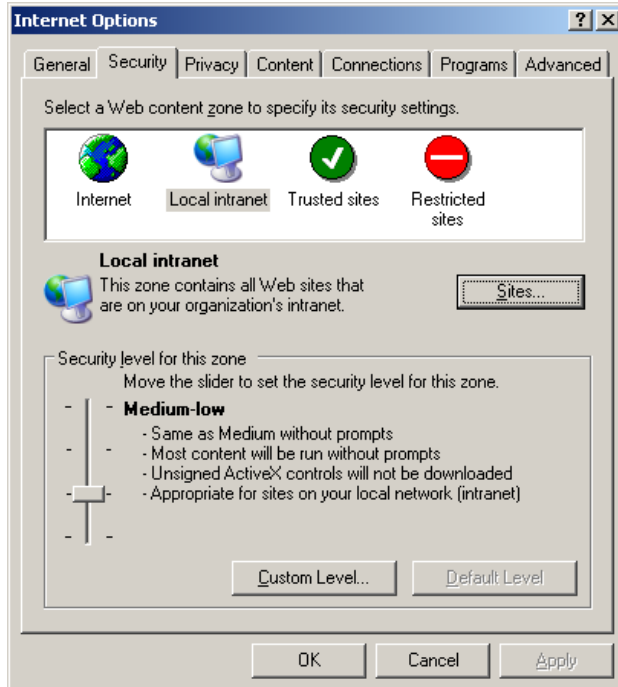 Internet Options
General Security Privacy Content Connections Programs Advanced
Select a Web content zone to specify its security settings.
Internet Local intranet Trusted sites Restricted
sites
Local intranet
This zone contains all Web sites that
are on your organization's intranet.
Sites...
Security level for this zone
Move the slider to set the security level for this zone.
Medium-low
- Same as Medium without prompts
- Most content will be run without prompts
- Unsigned ActiveX controls will not be downloaded
- Appropriate for sites on your local network (intranet)
Custom Level... Default Level
OK Cancel Apply